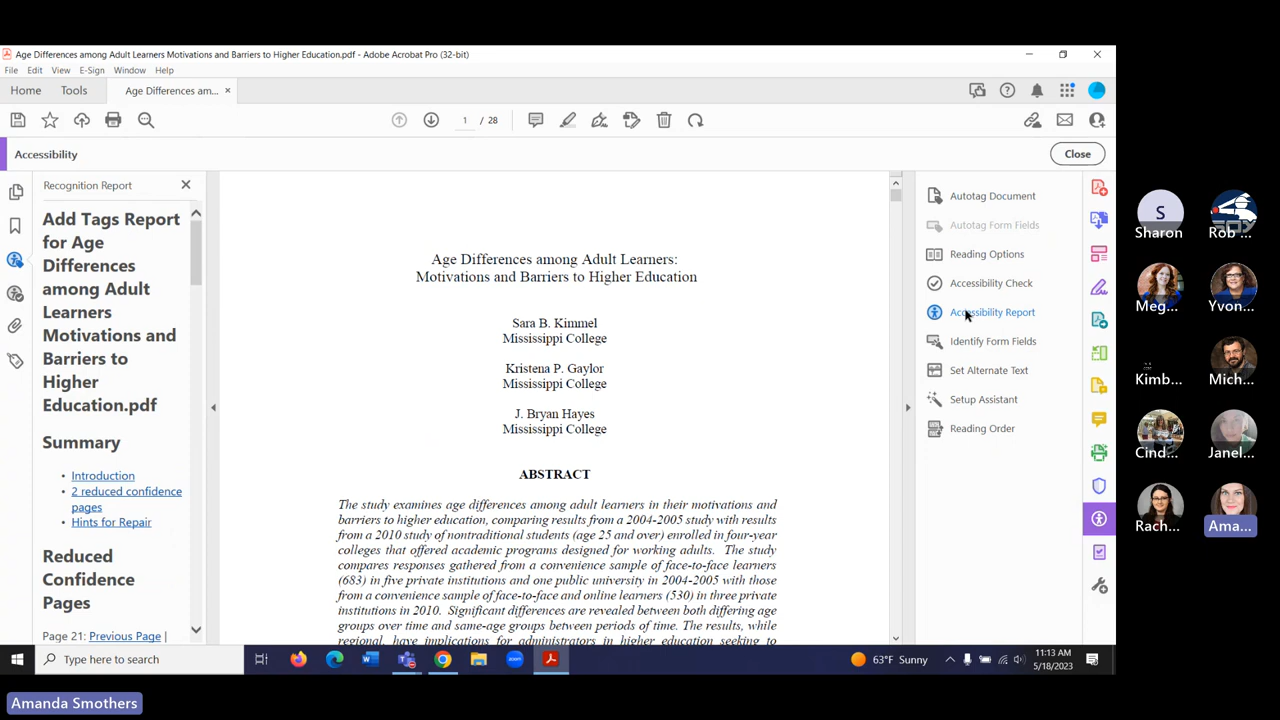 Age Differences among Adult Learners Motivations and Barriers to Higher Education.pdf - Adobe Acrobat Pro (32-bit)
File Edit View E-Sign Window Help
Home Tools Age Differences am... ×
1 / 28
Accessibility Close
Recognition Report
Add Tags Report
for Age
Differences
among Adult
Learners
Motivations and
Barriers to
Higher
Education.pdf
Summary
• Introduction
• 2 reduced confidence
pages
• Hints for Repair
Reduced
Confidence
Pages
Page 21: Previous Page |
Age Differences among Adult Learners:
Motivations and Barriers to Higher Education
Sara B. Kimmel
Mississippi College
Kristena P. Gaylor
Mississippi College
J. Bryan Hayes
Mississippi College
ABSTRACT
The study examines age differences among adult learners in their motivations and
barriers to higher education, comparing results from a 2004-2005 study with results
from a 2010 study of nontraditional students (age 25 and over) enrolled in four-year
colleges that offered academic programs designed for working adults. The study
compares responses gathered from a convenience sample of face-to-face learners
(683) in five private institutions and one public university in 2004-2005 with those
from a convenience sample of face-to-face and online learners (530) in three private
institutions in 2010. Significant differences are revealed between both differing age
groups over time and same-age groups between periods of time. The results, while
regional, have implications for administrators in higher education seeking to
Autotag Document
Autotag Form Fields
Reading Options
Accessibility Check
Accessibility Report
Identify Form Fields
Set Alternate Text
Setup Assistant
Reading Order
S
Sharon
Rob ...
Meg...
Yvon...
Kimb...
Mich...
Cind...
Janel...
Rach...
Ama...
Type here to search
63°F Sunny
11:13 AM
5/18/2023
Amanda Smothers